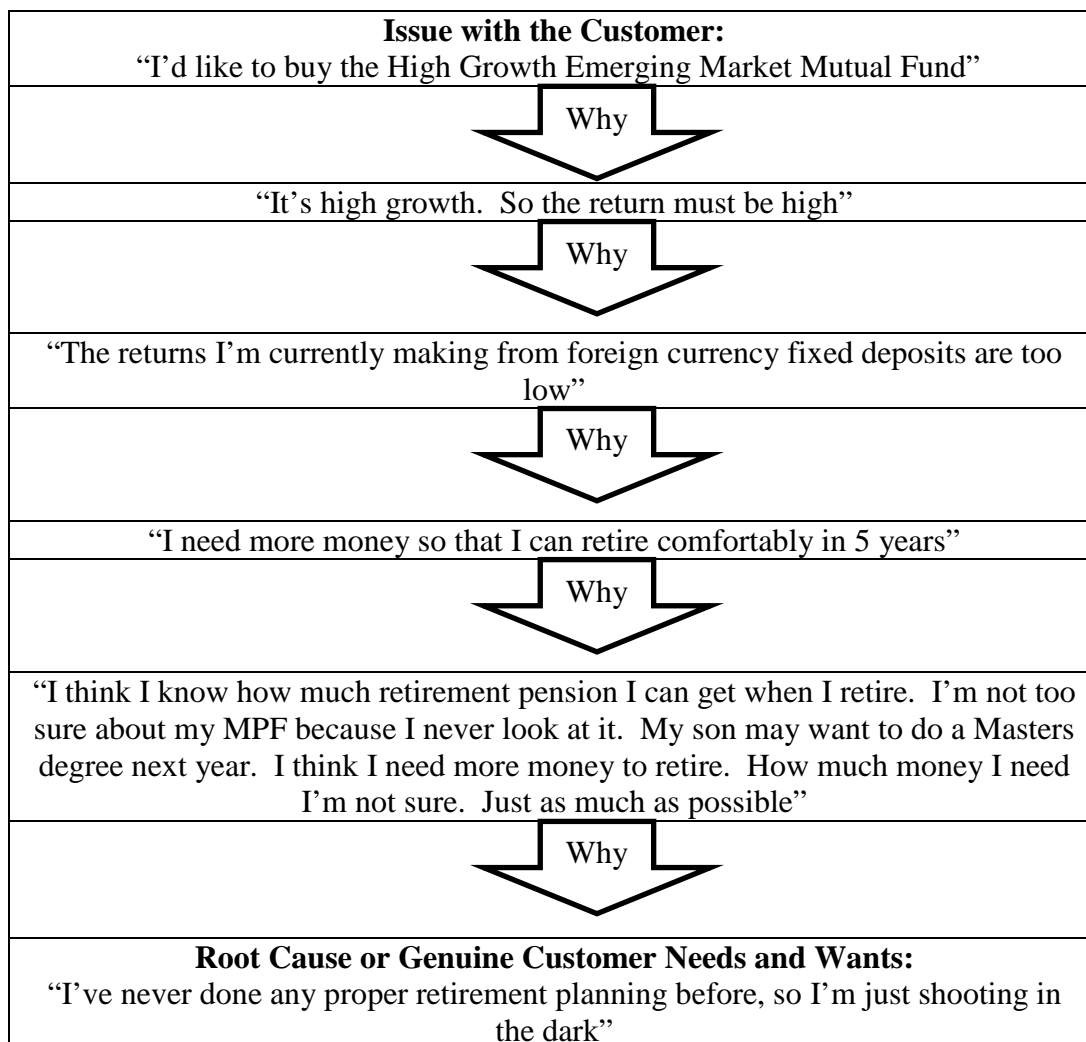 Issue with the Customer:
“I’d like to buy the High Growth Emerging Market Mutual Fund”
Why
“It’s high growth.  So the return must be high”
Why
“The returns I’m currently making from foreign currency fixed deposits are too
low”
Why
“I need more money so that I can retire comfortably in 5 years”
Why
“I think I know how much retirement pension I can get when I retire.  I’m not too
sure about my MPF because I never look at it.  My son may want to do a Masters
degree next year.  I think I need more money to retire.  How much money I need
I’m not sure.  Just as much as possible”
Why
Root Cause or Genuine Customer Needs and Wants:
“I’ve never done any proper retirement planning before, so I’m just shooting in
the dark”